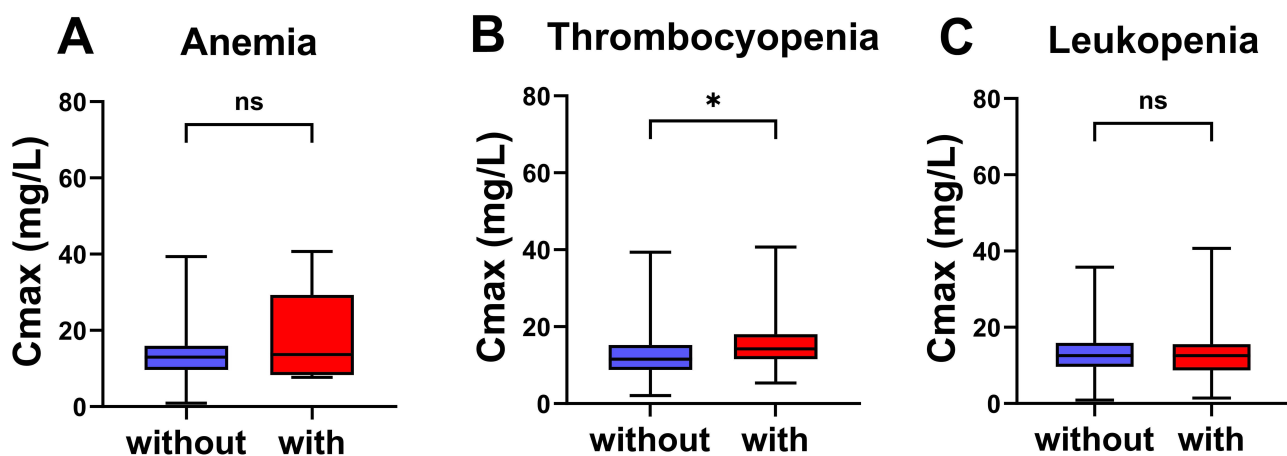 A Anemia
ns
Cmax (mg/L)
80
60
40
20
0
without with
B Thrombocyopenia
*
Cmax (mg/L)
80
60
40
20
0
without with
C Leukopenia
ns
Cmax (mg/L)
80
60
40
20
0
without with